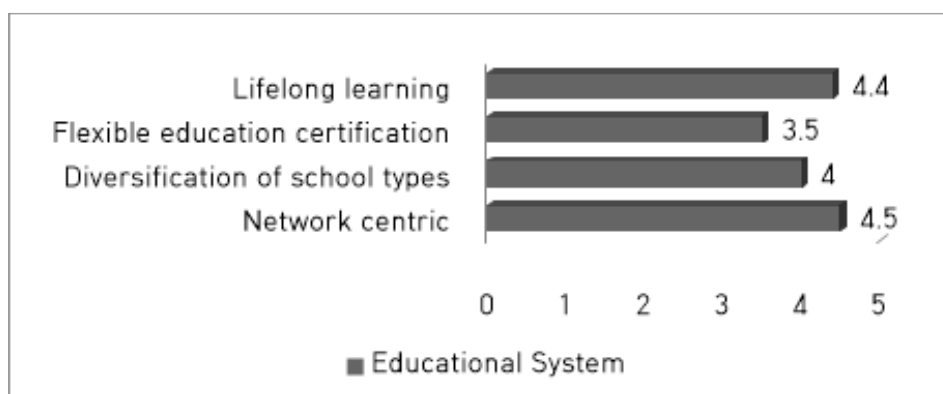 Lifelong learning 4.4
Flexible education certification 3.5
Diversification of school types 4
Network centric 4.5
0 1 2 3 4 5
Educational System